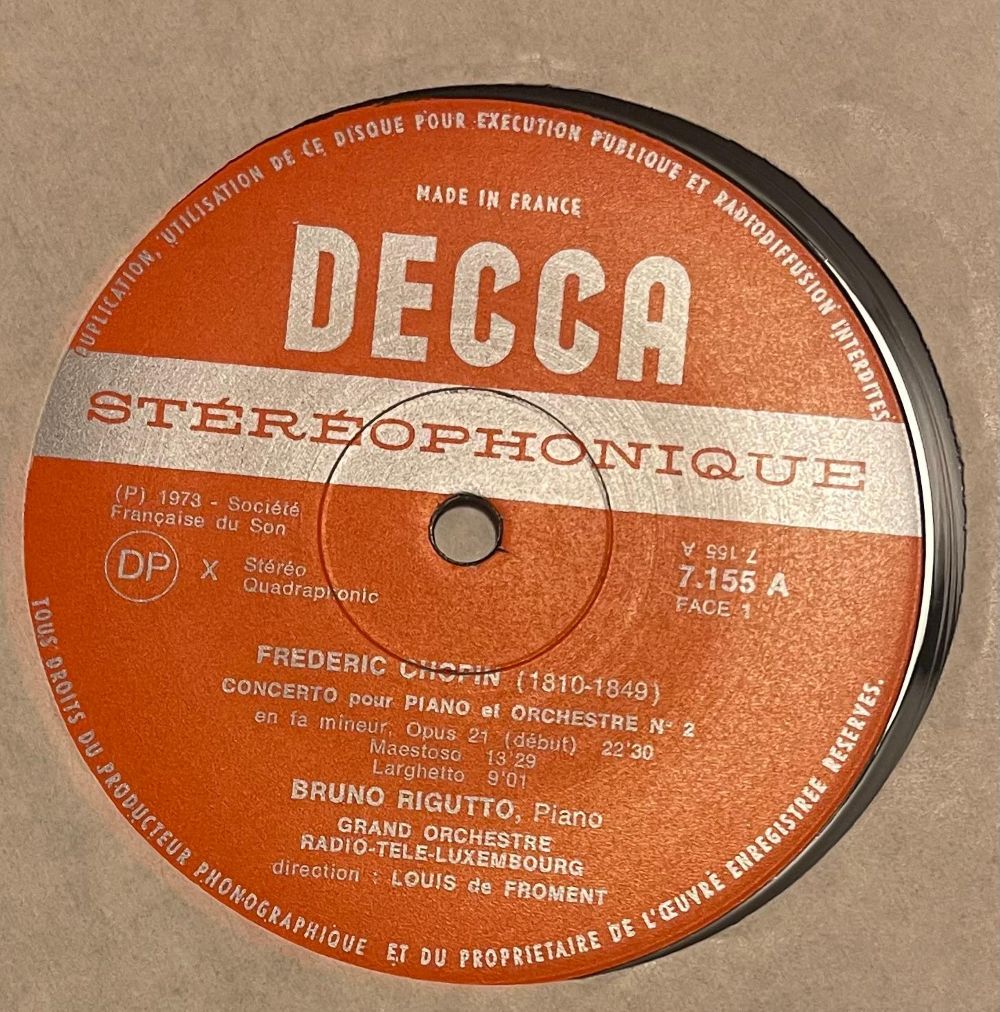 DUPLICATION, UTILISATION DE CE DISQUE POUR EXECUTION PUBLIQUE ET RADIODIFFUSION INTERDITES
MADE IN FRANCE
DECCA
STÉRÉOPHONIQUE
(P) 1973 - Société
Française du Son
DP X Stéréo
Quadraphonic
7.155 A
7.155 A
FACE 1
FREDERIC CHOPIN (1810-1849)
CONCERTO pour PIANO et ORCHESTRE N° 2
en fa mineur, Opus 21 (début) 22'30
Maestoso 13'29
Larghetto 9'01
BRUNO RIGUTTO, Piano
GRAND ORCHESTRE
RADIO-TELE-LUXEMBOURG
direction : LOUIS de FROMENT
TOUS DROITS DU PRODUCTEUR PHONOGRAPHIQUE ET DU PROPRIETAIRE DE L'ŒUVRE ENREGISTREE RESERVES.